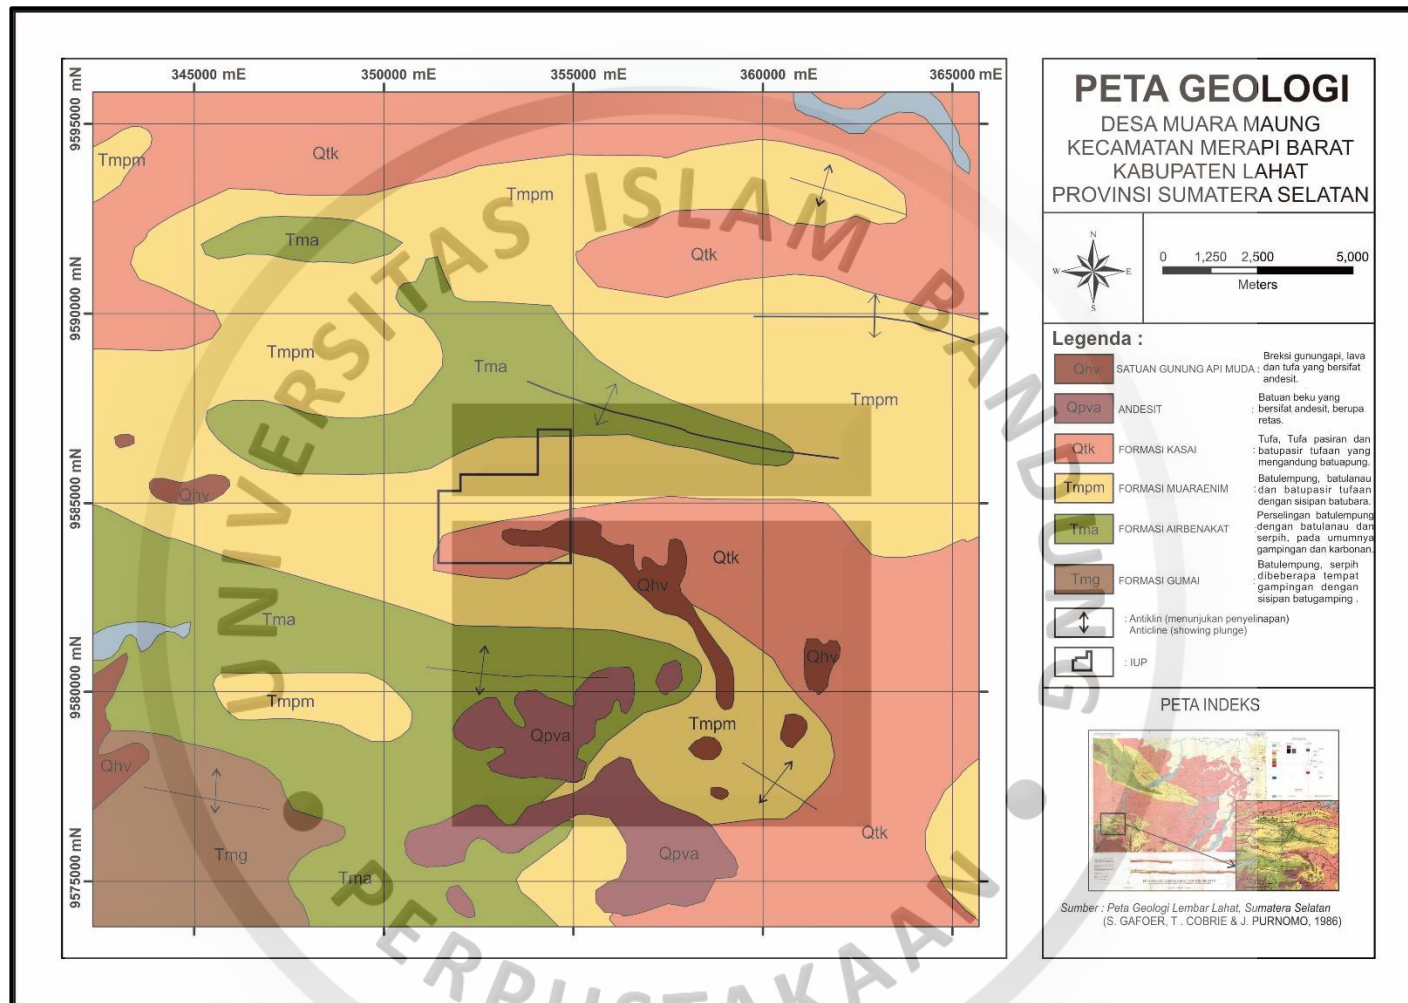 345000 mE
350000 mE
355000 mE
360000 mE
365000 mE
9595000 mN
9590000 mN
9585000 mN
9580000 mN
9575000 mN
Tmpm
Qtk
Tmpm
Tma
Qtk
Tmpm
Tma
Tmpm
Qhv
Qtk
Qhv
Tma
Qhv
Tmpm
Tmpm
Qpva
Qhv
Tmg
Qtk
Qpva
Tma
UNIVERSITAS ISLAM BANDUNG
PERPUSTAKAAN
PETA GEOLOGI
DESA MUARA MAUNG
KECAMATAN MERAPI BARAT
KABUPATEN LAHAT
PROVINSI SUMATERA SELATAN
N
W E
S
0 1,250 2,500 5,000
Meters
Legenda :
Qhv SATUAN GUNUNG API MUDA : Breksi gunungapi, lava
dan tufa yang bersifat
andesit.
Qpva ANDESIT : Batuan beku yang
bersifat andesit, berupa
retas.
Qtk FORMASI KASAI : Tufa, Tufa pasiran dan
batupasir tufaan yang
mengandung batuapung.
Tmpm FORMASI MUARAENIM : Batulempung, batulanau
dan batupasir tufaan
dengan sisipan batubara.
Tma FORMASI AIRBENAKAT : Perselingan batulempung
dengan batulanau dan
serpih, pada umumnya
gampingan dan karbonan.
Tmg FORMASI GUMAI : Batulempung, serpih
dibeberapa tempat
gampingan dengan
sisipan batugamping .
: Antiklin (menunjukan penyelinapan)
Anticline (showing plunge)
: IUP
PETA INDEKS
Sumber : Peta Geologi Lembar Lahat, Sumatera Selatan
(S. GAFOER, T . COBRIE & J. PURNOMO, 1986)